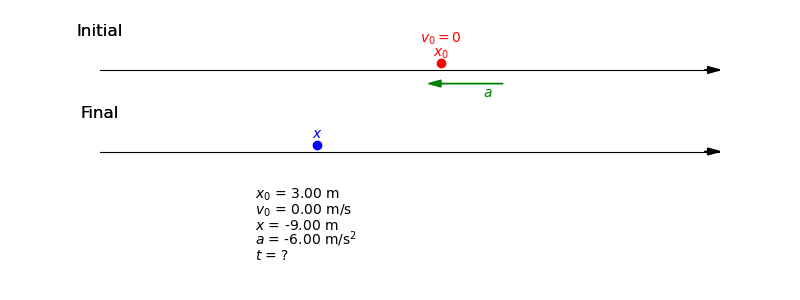 Initial
v₀ = 0
x₀
a
Final
x
x₀ = 3.00 m
v₀ = 0.00 m/s
x = -9.00 m
a = -6.00 m/s²
t = ?